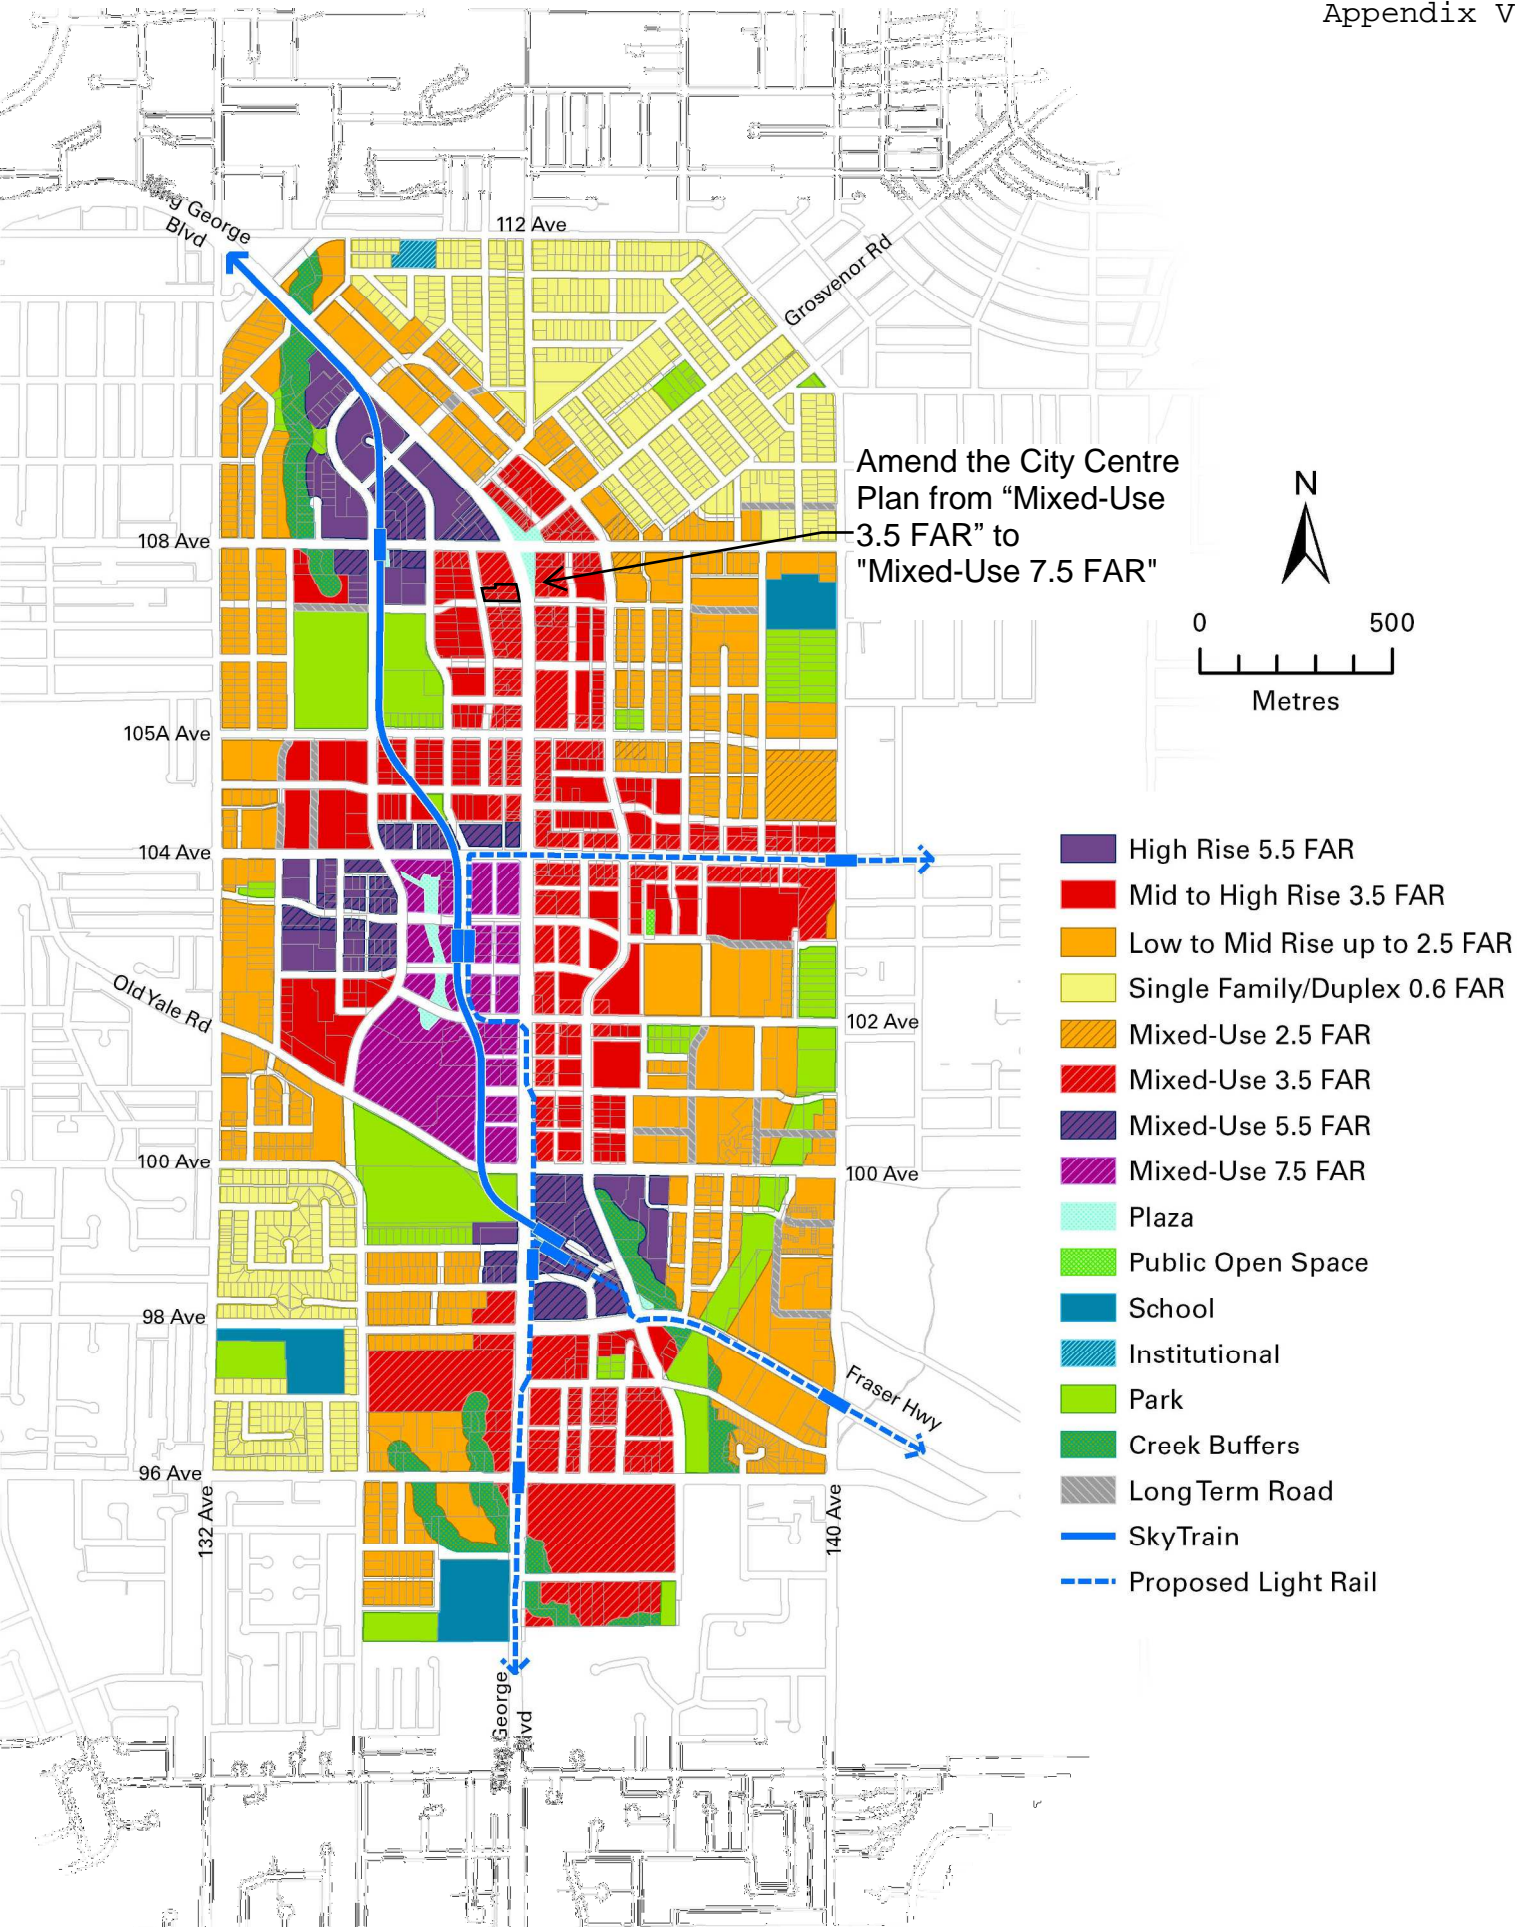 Appendix V
g George
Blvd
112 Ave
Grosvenor Rd
Amend the City Centre
Plan from “Mixed-Use
3.5 FAR” to
"Mixed-Use 7.5 FAR"
N
108 Ave
0 500
Metres
105A Ave
104 Ave
High Rise 5.5 FAR
Mid to High Rise 3.5 FAR
Low to Mid Rise up to 2.5 FAR
Single Family/Duplex 0.6 FAR
Mixed-Use 2.5 FAR
Mixed-Use 3.5 FAR
Mixed-Use 5.5 FAR
Mixed-Use 7.5 FAR
Plaza
Public Open Space
School
Institutional
Park
Creek Buffers
Long Term Road
SkyTrain
Proposed Light Rail
Old Yale Rd
102 Ave
100 Ave
100 Ave
98 Ave
Fraser Hwy
96 Ave
132 Ave
140 Ave
George
lvd